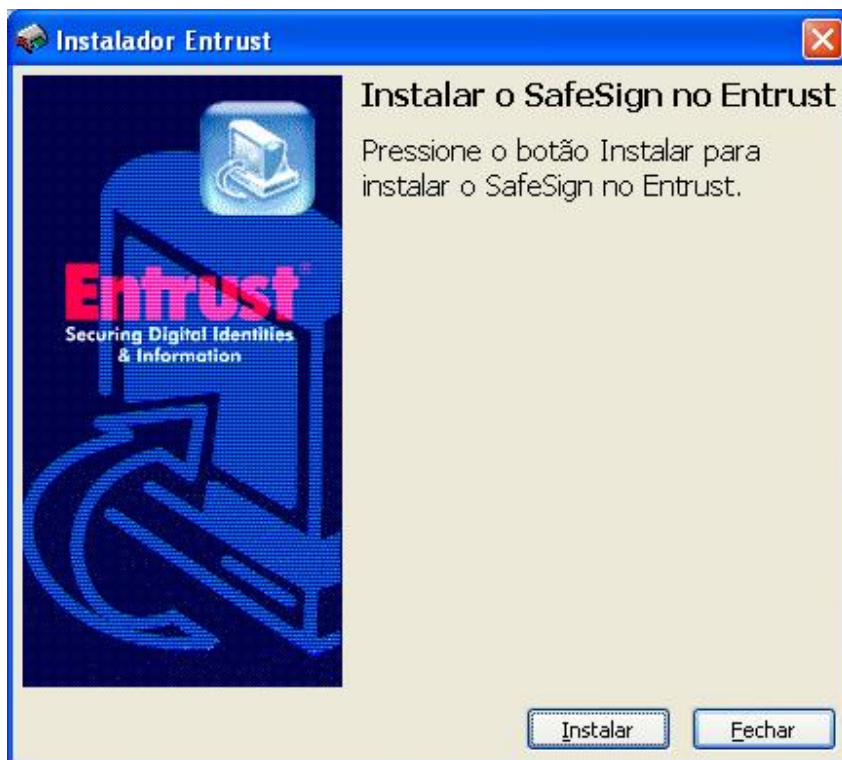 Instalador Entrust
Instalar o SafeSign no Entrust
Pressione o botão Instalar para
instalar o SafeSign no Entrust.
Entrust
Securing Digital Identities
& Information
Instalar
Fechar